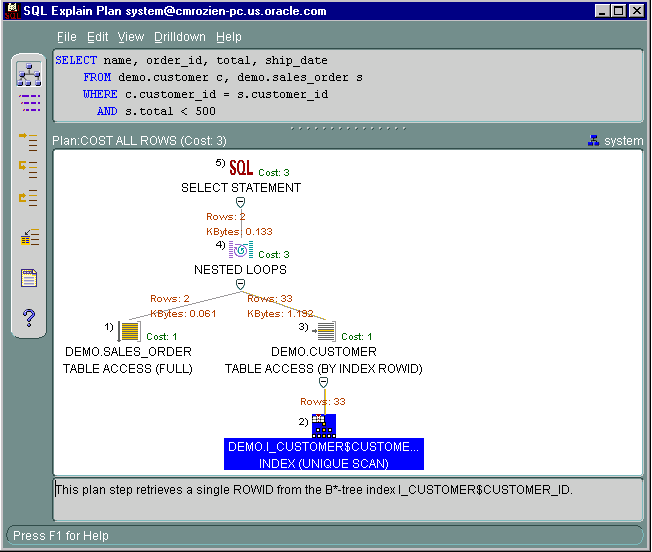 SQL Explain Plan system@cmrozien-pc.us.oracle.com
File Edit View Drilldown Help
SELECT name, order_id, total, ship_date
FROM demo.customer c, demo.sales_order s
WHERE c.customer_id = s.customer_id
AND s.total < 500
Plan:COST ALL ROWS (Cost: 3)
system
5) SQL Cost: 3
SELECT STATEMENT
Rows: 2
KBytes: 0.133
4) Cost: 3
NESTED LOOPS
Rows: 2 Rows: 33
KBytes: 0.061 KBytes: 1.192
1) Cost: 1 3) Cost: 1
DEMO.SALES_ORDER DEMO.CUSTOMER
TABLE ACCESS (FULL) TABLE ACCESS (BY INDEX ROWID)
Rows: 33
2)
DEMO.I_CUSTOMER$CUSTOME...
INDEX (UNIQUE SCAN)
This plan step retrieves a single ROWID from the B*-tree index I_CUSTOMER$CUSTOMER_ID.
Press F1 for Help